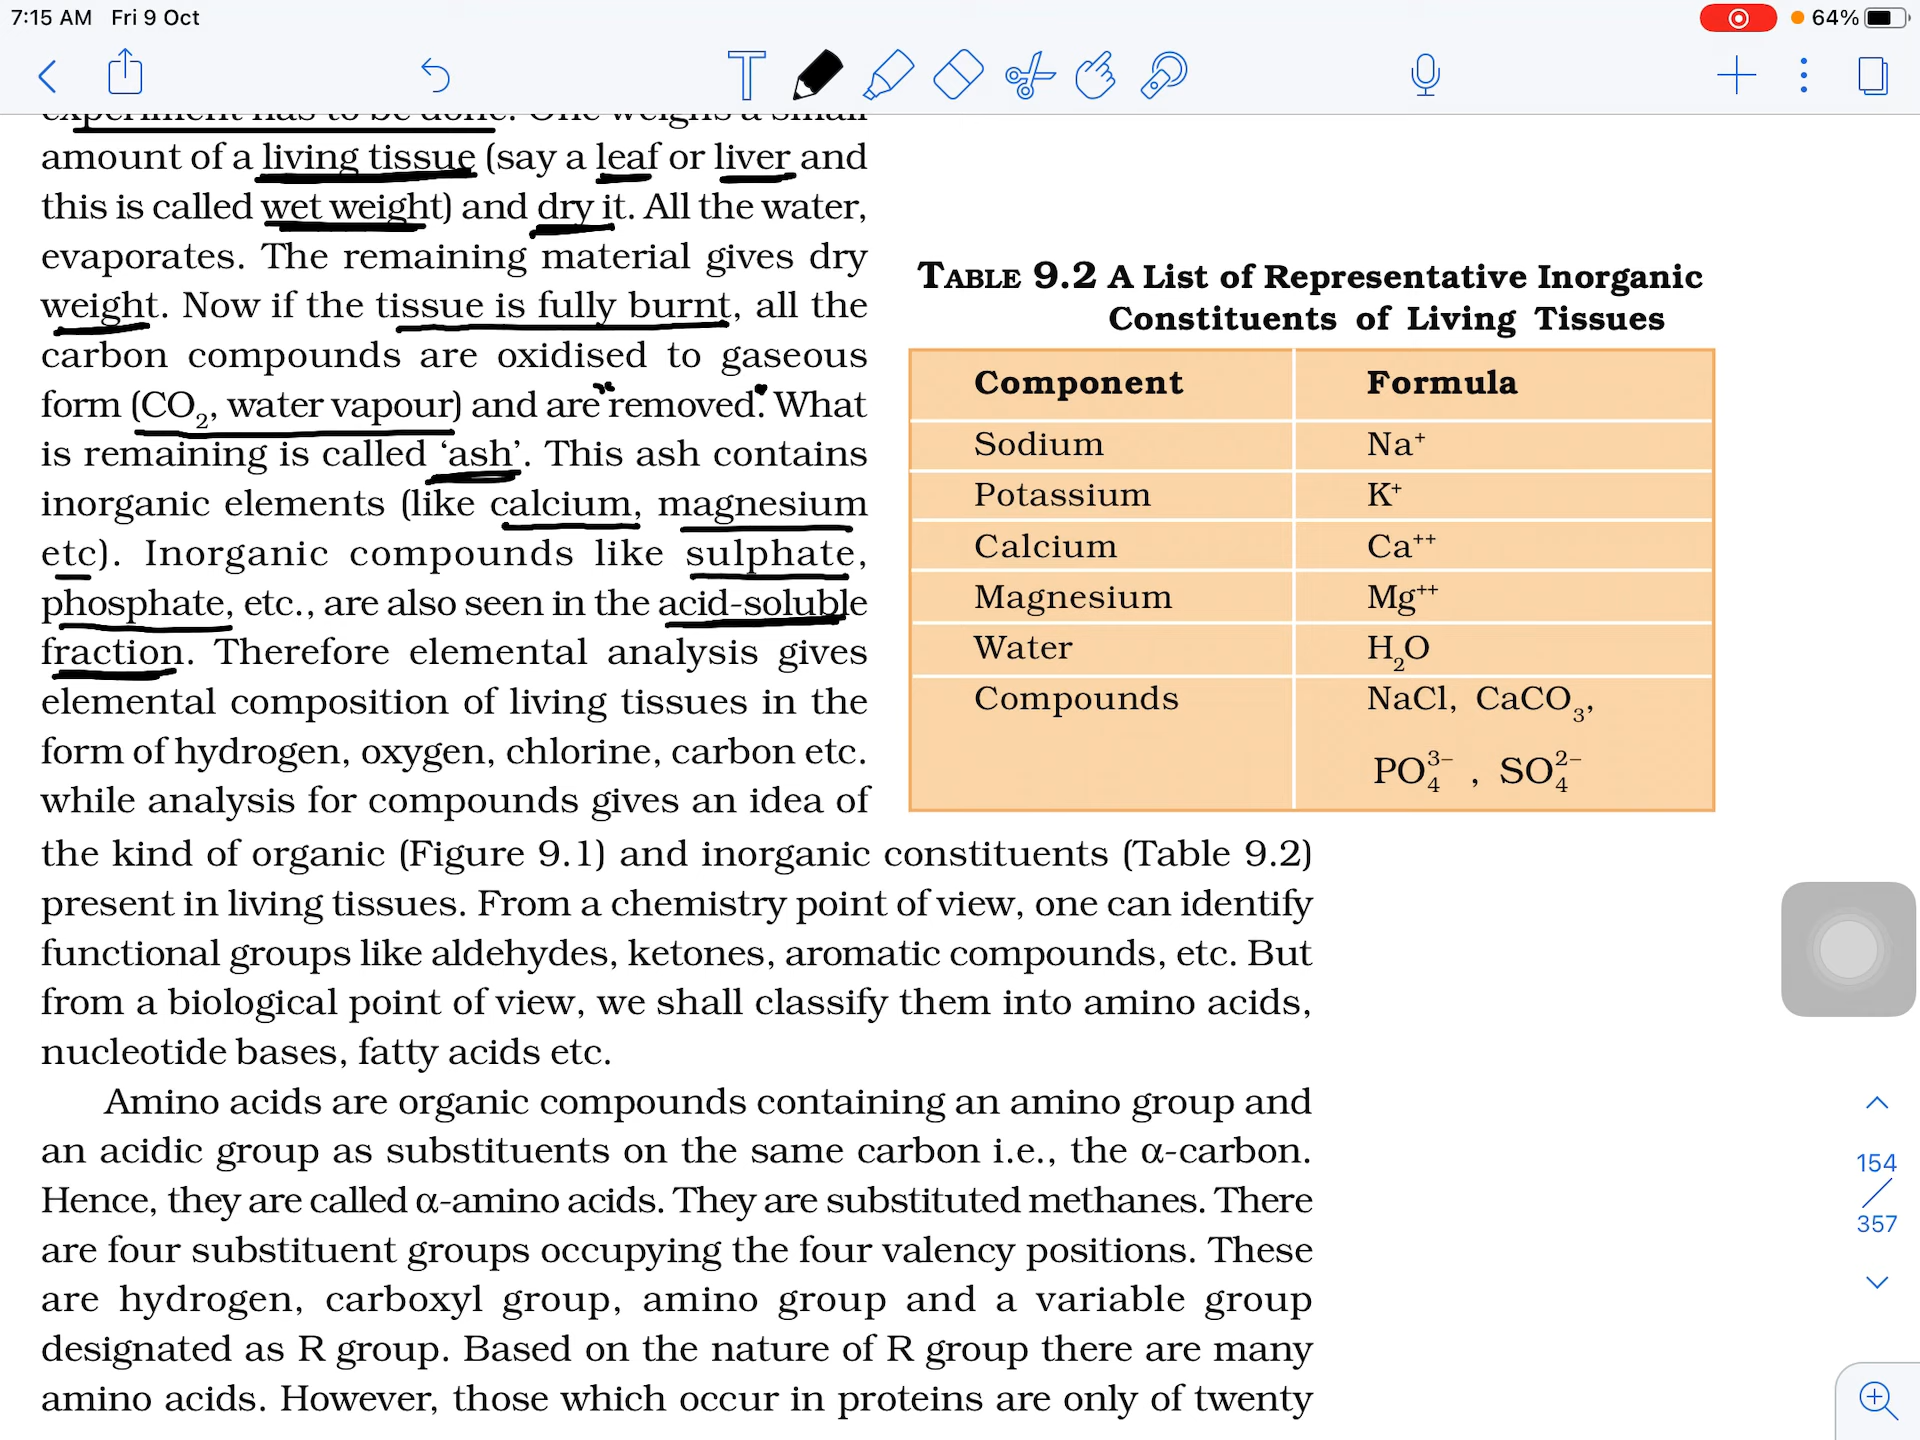 7:15 AM Fri 9 Oct
64%
experiment has to be done. One weighs a small
amount of a living tissue (say a leaf or liver and
this is called wet weight) and dry it. All the water,
evaporates. The remaining material gives dry
weight. Now if the tissue is fully burnt, all the
carbon compounds are oxidised to gaseous
form (CO₂, water vapour) and are removed. What
is remaining is called ‘ash’. This ash contains
inorganic elements (like calcium, magnesium
etc). Inorganic compounds like sulphate,
phosphate, etc., are also seen in the acid-soluble
fraction. Therefore elemental analysis gives
elemental composition of living tissues in the
form of hydrogen, oxygen, chlorine, carbon etc.
while analysis for compounds gives an idea of
the kind of organic (Figure 9.1) and inorganic constituents (Table 9.2)
present in living tissues. From a chemistry point of view, one can identify
functional groups like aldehydes, ketones, aromatic compounds, etc. But
from a biological point of view, we shall classify them into amino acids,
nucleotide bases, fatty acids etc.
Amino acids are organic compounds containing an amino group and
an acidic group as substituents on the same carbon i.e., the α-carbon.
Hence, they are called α-amino acids. They are substituted methanes. There
are four substituent groups occupying the four valency positions. These
are hydrogen, carboxyl group, amino group and a variable group
designated as R group. Based on the nature of R group there are many
amino acids. However, those which occur in proteins are only of twenty
TABLE 9.2 A List of Representative Inorganic
Constituents of Living Tissues
Component Formula
Sodium Na⁺
Potassium K⁺
Calcium Ca⁺⁺
Magnesium Mg⁺⁺
Water H₂O
Compounds NaCl, CaCO₃,
PO₄³⁻, SO₄²⁻
154
357